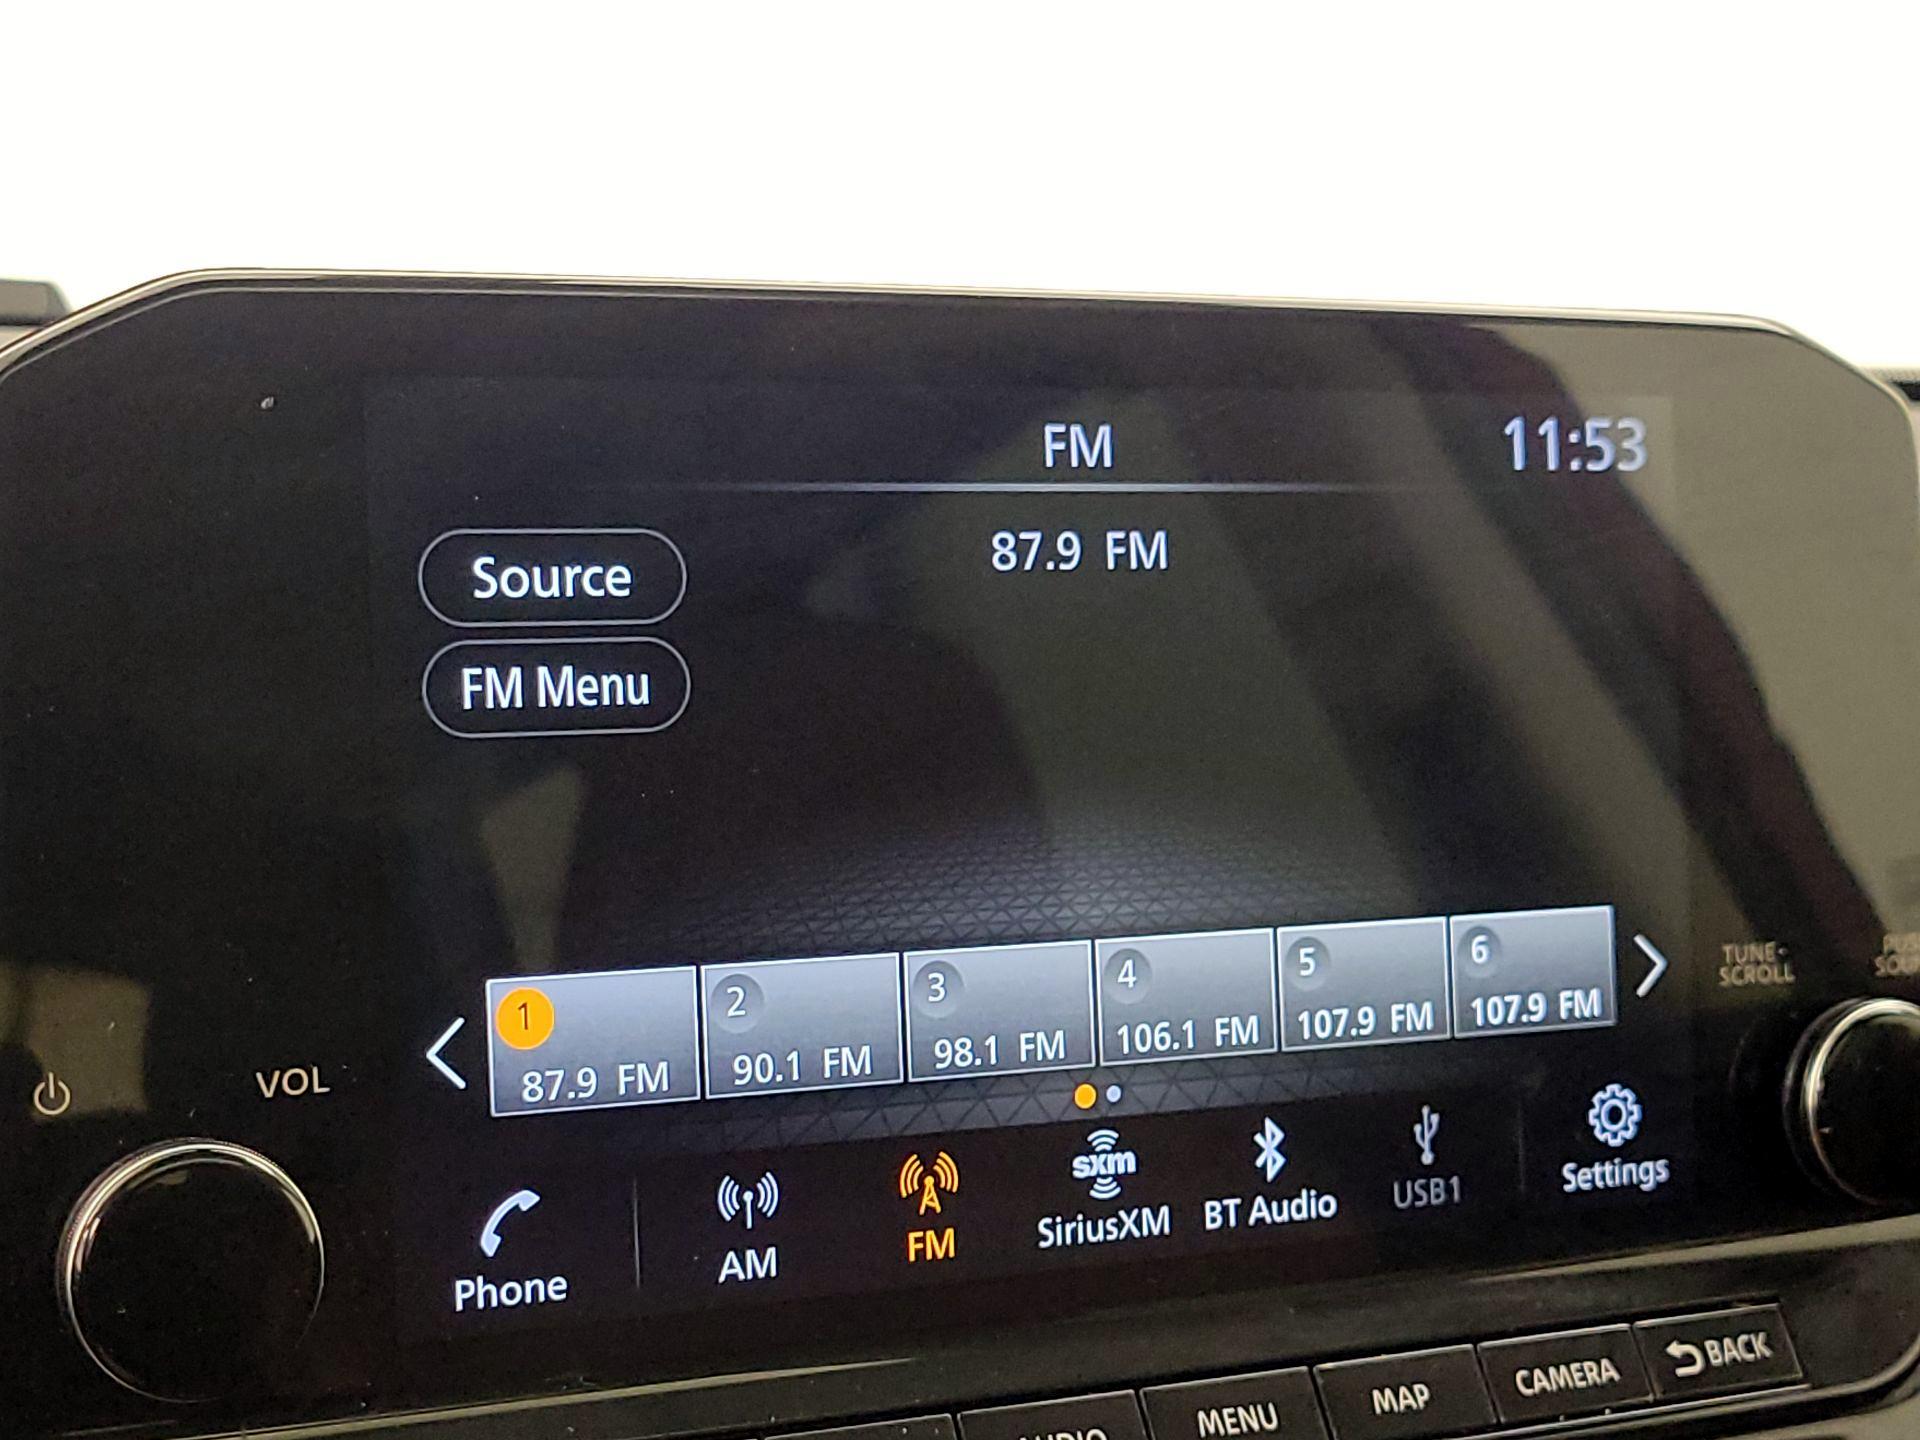 FM
11:53
Source
87.9 FM
FM Menu
1
87.9 FM
2
90.1 FM
3
98.1 FM
4
106.1 FM
5
107.9 FM
6
107.9 FM
TUNE-
SCROLL
VOL
Phone
AM
FM
sxm
SiriusXM
BT Audio
USB1
Settings
MENU
MAP
CAMERA
BACK